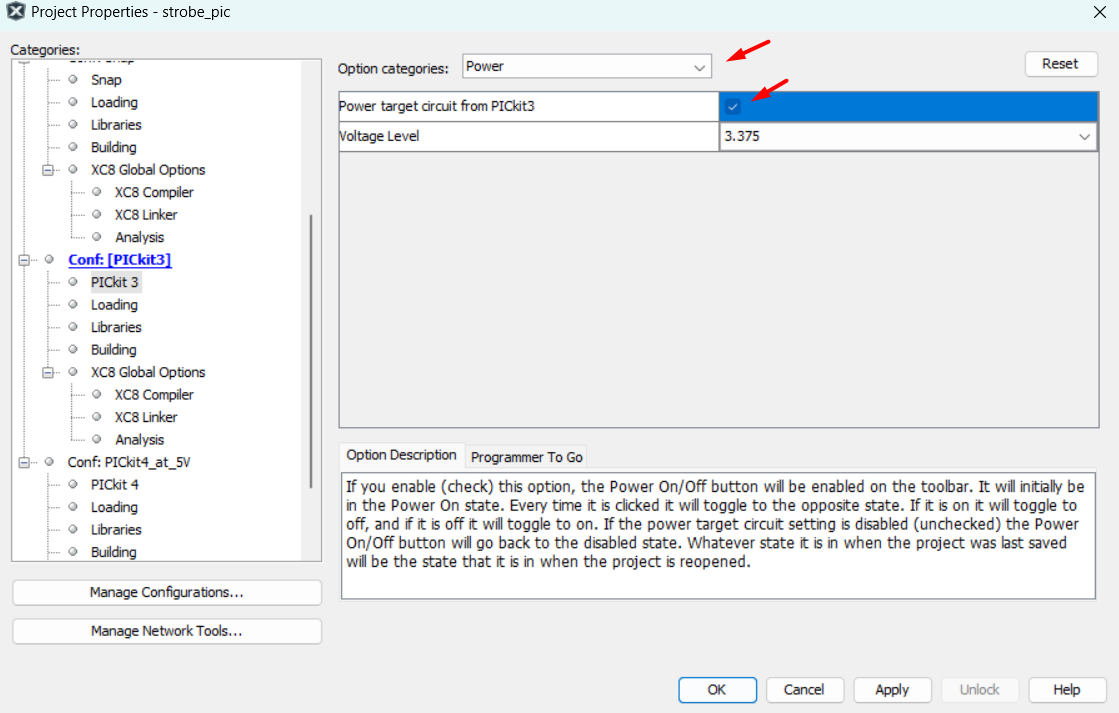 Project Properties - strobe_pic
Categories:
Snap
Loading
Libraries
Building
XC8 Global Options
XC8 Compiler
XC8 Linker
Analysis
Conf: [PICkit3]
PICkit 3
Loading
Libraries
Building
XC8 Global Options
XC8 Compiler
XC8 Linker
Analysis
Conf: PICkit4_at_5V
PICkit 4
Loading
Libraries
Building
Manage Configurations...
Manage Network Tools...
Option categories: Power
Reset
Power target circuit from PICkit3
Voltage Level 3.375
Option Description Programmer To Go
If you enable (check) this option, the Power On/Off button will be enabled on the toolbar. It will initially be
in the Power On state. Every time it is clicked it will toggle to the opposite state. If it is on it will toggle to
off, and if it is off it will toggle to on. If the power target circuit setting is disabled (unchecked) the Power
On/Off button will go back to the disabled state. Whatever state it is in when the project was last saved
will be the state that it is in when the project is reopened.
OK Cancel Apply Unlock Help